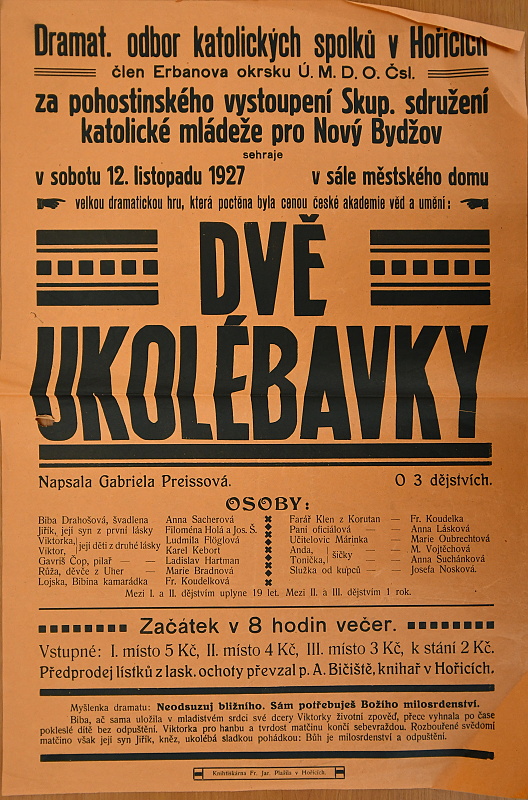 Dramat. odbor katolických spolků v Hořicích
člen Erbanova okrsku Ú. M. D. O. Čsl.
za pohostinského vystoupení Skup. sdružení
katolické mládeže pro Nový Bydžov
sehraje
v sobotu 12. listopadu 1927 v sále městského domu
velkou dramatickou hru, která poctěna byla cenou české akademie věd a umění:
DVĚ
UKOLÉBAVKY
Napsala Gabriela Preissová. O 3 dějstvích.
OSOBY:
Biba Drahošová, švadlena Anna Sacherová
Jiřík, její syn z první lásky Filoména Holá a Jos. Š.
Viktorka, Ludmila Flöglová
její děti z druhé lásky
Viktor, Karel Kebort
Gavriš Čop, pilař — — Ladislav Hartman
Růža, děvče z Uher — Marie Bradnová
Lojska, Bibina kamarádka Fr. Koudelková
Farář Klen z Korutan — Fr. Koudelka
Paní oficiálová — — Anna Lásková
Učitelovic Márinka — Marie Oubrechtová
Anda, — — M. Vojtěchová
šičky
Tonička, — — Anna Suchánková
Služka od kupců — — Josefa Nosková.
Mezi I. a II. dějstvím uplyne 19 let. Mezi II. a III. dějstvím 1 rok.
Začátek v 8 hodin večer.
Vstupné: I. místo 5 Kč, II. místo 4 Kč, III. místo 3 Kč, k stání 2 Kč.
Předprodej lístků z lask. ochoty převzal p. A. Bičiště, knihař v Hořicích.
Myšlenka dramatu: Neodsuzuj bližního. Sám potřebuješ Božího milosrdenství.
Biba, ač sama uložila v mladistvém srdci své dcery Viktorky životní zpověď, přece vyhnala po čase
pokleslé dítě bez odpuštění. Viktorka pro hanbu a tvrdost matčinu končí sebevraždou. Rozbouřené svědomí
matčino však její syn Jiřík, kněz, ukolébá sladkou pohádkou: Bůh je milosrdenství a odpuštění.
Knihtiskárna Fr. Jar. Plašila v Hořicích.